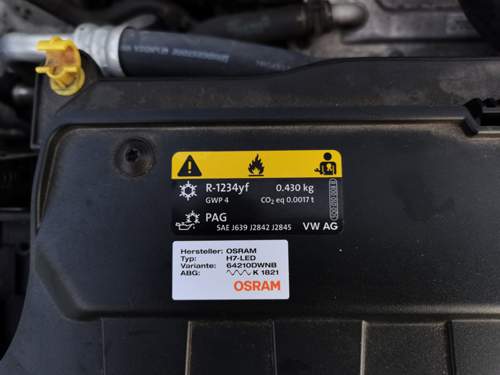 R-1234yf 0.430 kg
GWP 4 CO2 eq 0.0017 t
PAG
SAE J639 J2842 J2845 VW AG
Hersteller: OSRAM
Typ: H7-LED
Variante: 64210DWNB
ABG: K 1821
OSRAM